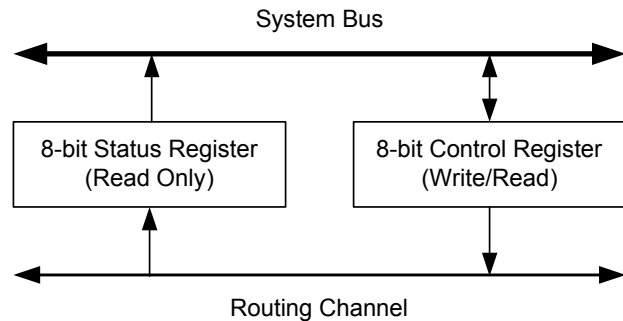 System Bus
8-bit Status Register
(Read Only)
8-bit Control Register
(Write/Read)
Routing Channel